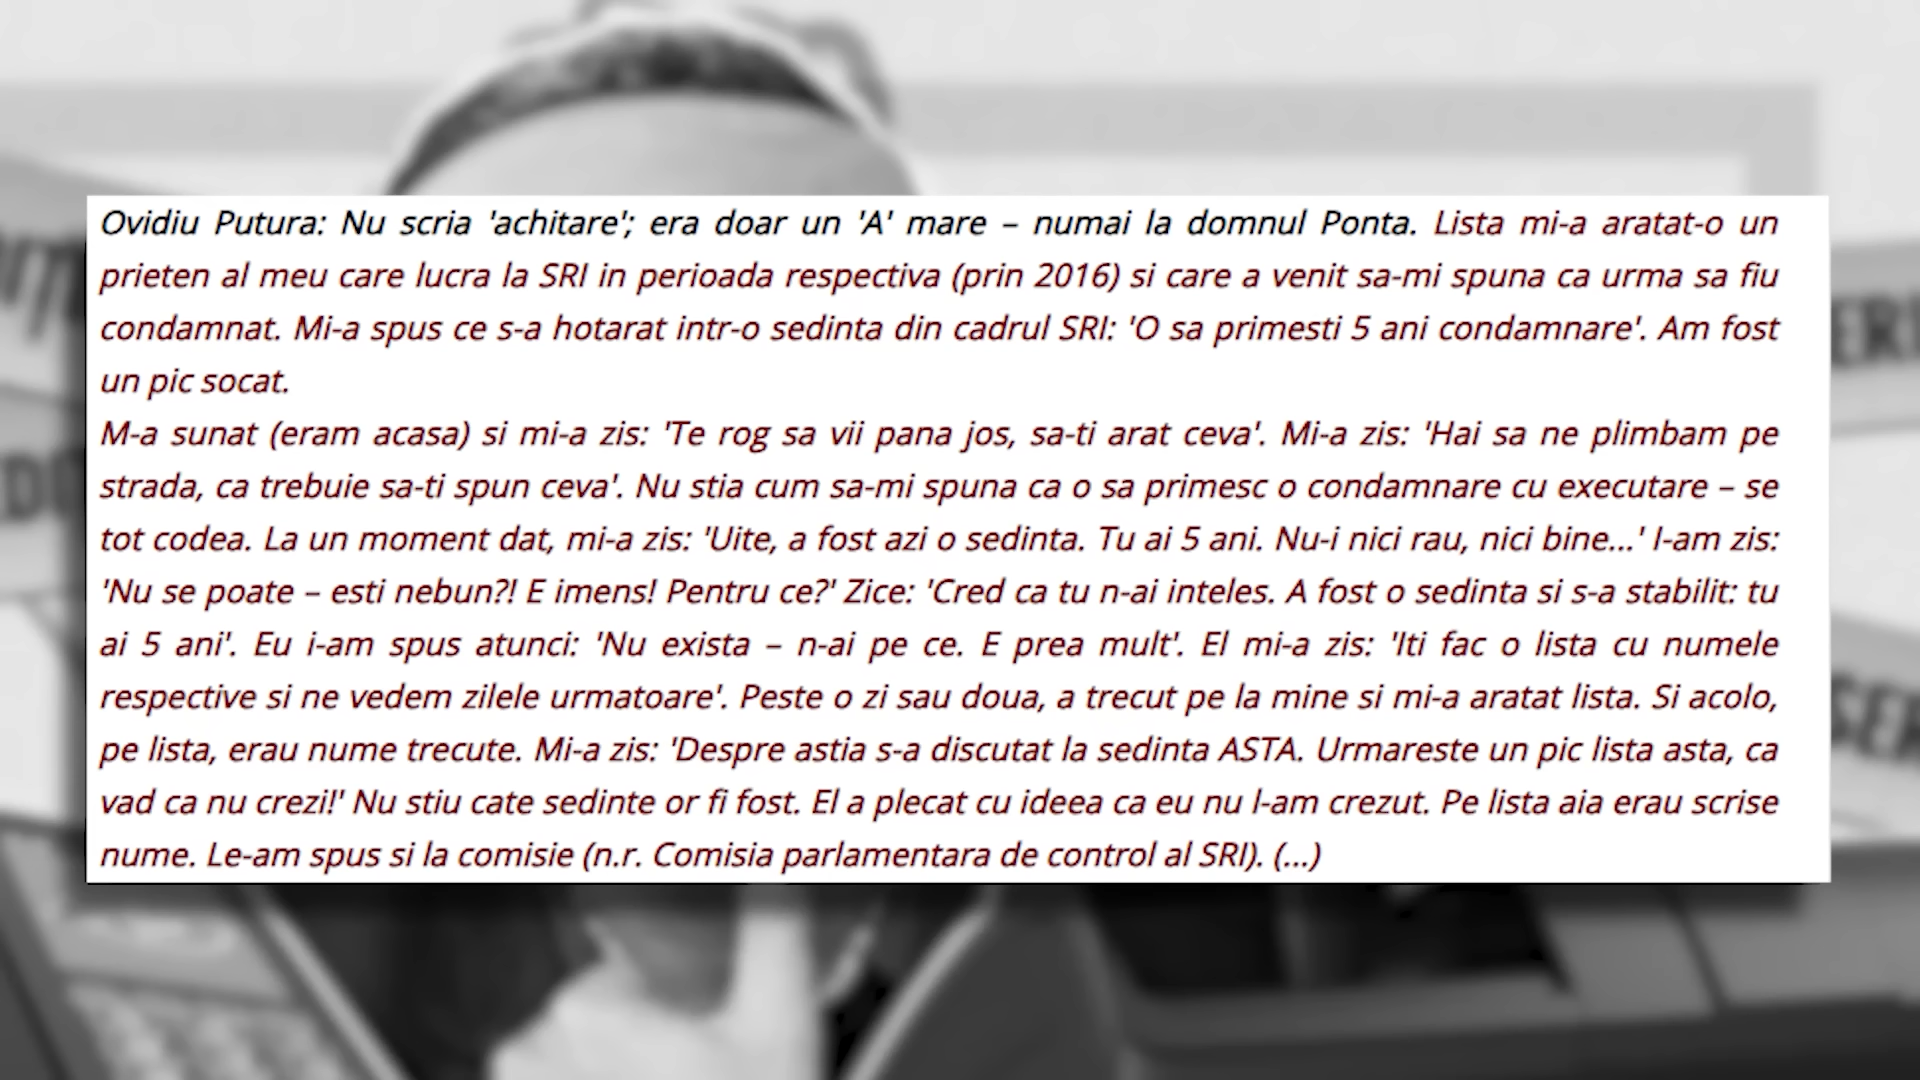 Ovidiu Putura: Nu scria 'achitare'; era doar un 'A' mare – numai la domnul Ponta. Lista mi-a aratat-o un
prieten al meu care lucra la SRI in perioada respectiva (prin 2016) si care a venit sa-mi spuna ca urma sa fiu
condamnat. Mi-a spus ce s-a hotarat intr-o sedinta din cadrul SRI: 'O sa primesti 5 ani condamnare'. Am fost
un pic socat.
M-a sunat (eram acasa) si mi-a zis: 'Te rog sa vii pana jos, sa-ti arat ceva'. Mi-a zis: 'Hai sa ne plimbam pe
strada, ca trebuie sa-ti spun ceva'. Nu stia cum sa-mi spuna ca o sa primesc o condamnare cu executare – se
tot codea. La un moment dat, mi-a zis: 'Uite, a fost azi o sedinta. Tu ai 5 ani. Nu-i nici rau, nici bine...' I-am zis:
'Nu se poate – esti nebun?! E imens! Pentru ce?' Zice: 'Cred ca tu n-ai inteles. A fost o sedinta si s-a stabilit: tu
ai 5 ani'. Eu i-am spus atunci: 'Nu exista – n-ai pe ce. E prea mult'. El mi-a zis: 'Iti fac o lista cu numele
respective si ne vedem zilele urmatoare'. Peste o zi sau doua, a trecut pe la mine si mi-a aratat lista. Si acolo,
pe lista, erau nume trecute. Mi-a zis: 'Despre astia s-a discutat la sedinta ASTA. Urmareste un pic lista asta, ca
vad ca nu crezi!' Nu stiu cate sedinte or fi fost. El a plecat cu ideea ca eu nu l-am crezut. Pe lista aia erau scrise
nume. Le-am spus si la comisie (n.r. Comisia parlamentara de control al SRI). (...)